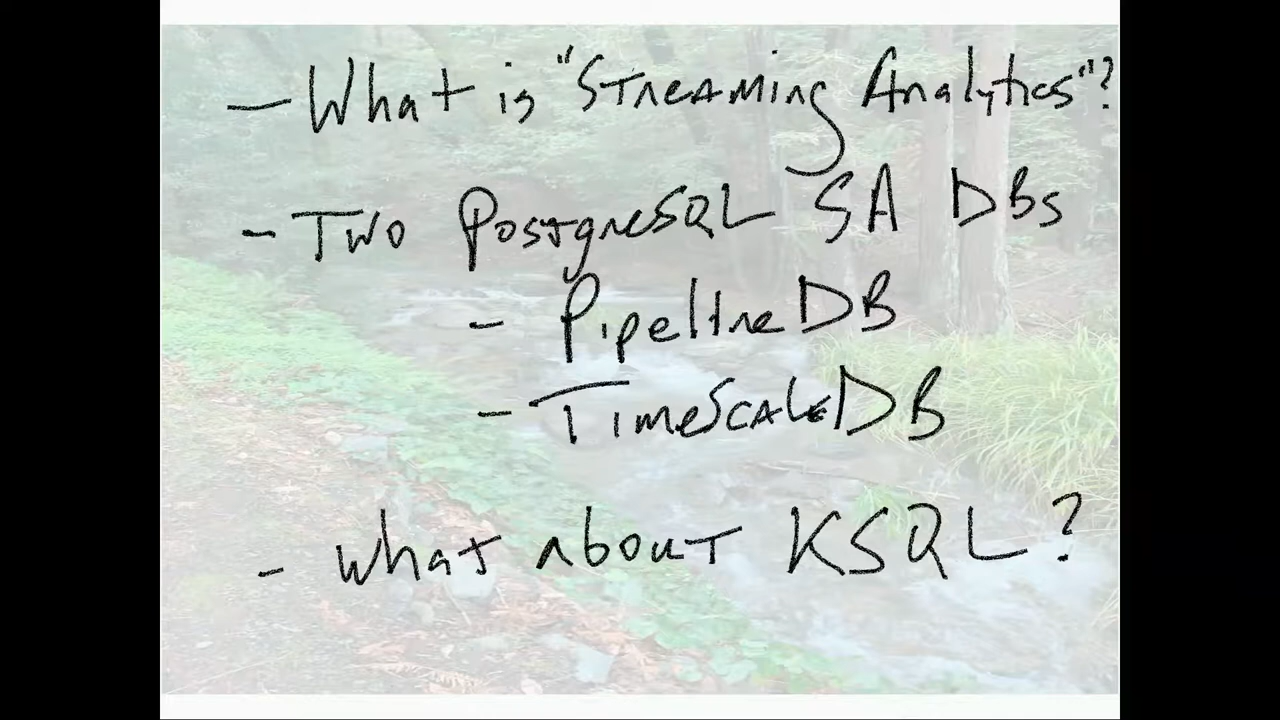 - What is "Streaming Analytics"?
- Two PostgreSQL SA DBs
- PipelineDB
- TimeScaleDB
- what about KSQL?